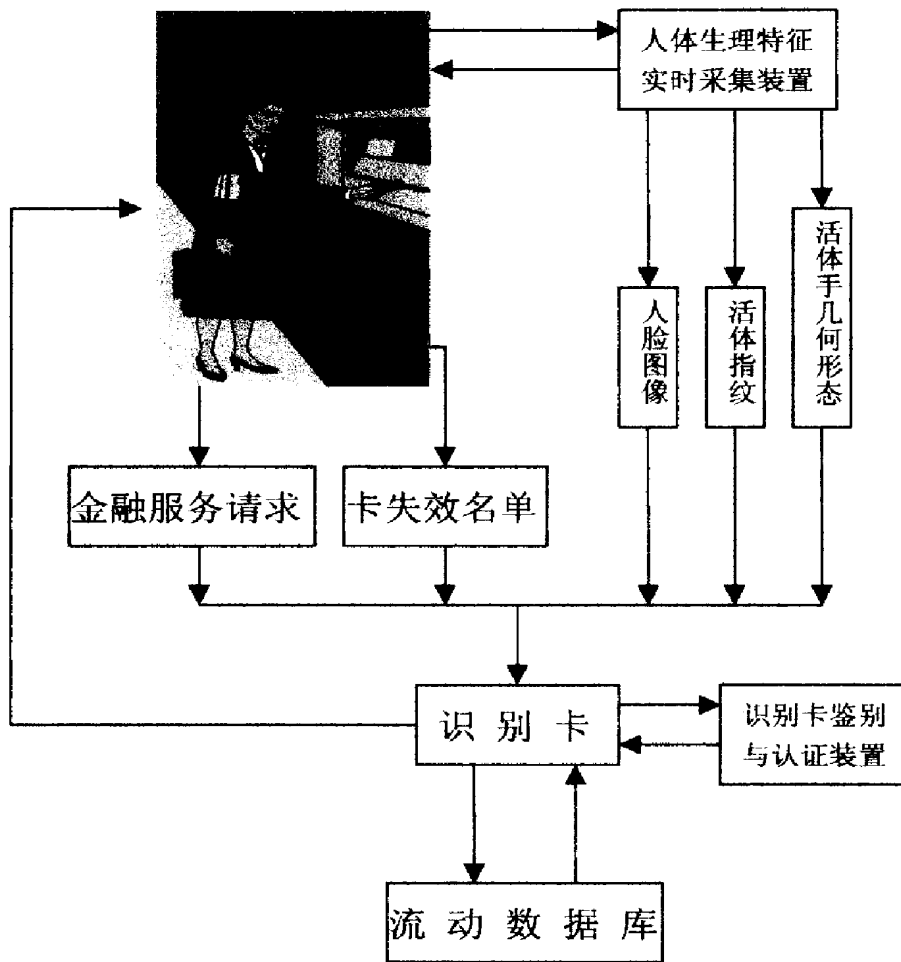 人体生理特征
实时采集装置
人脸图像
活体指纹
活体手几何形态
金融服务请求
卡失效名单
识别卡
识别卡鉴别
与认证装置
流动数据库